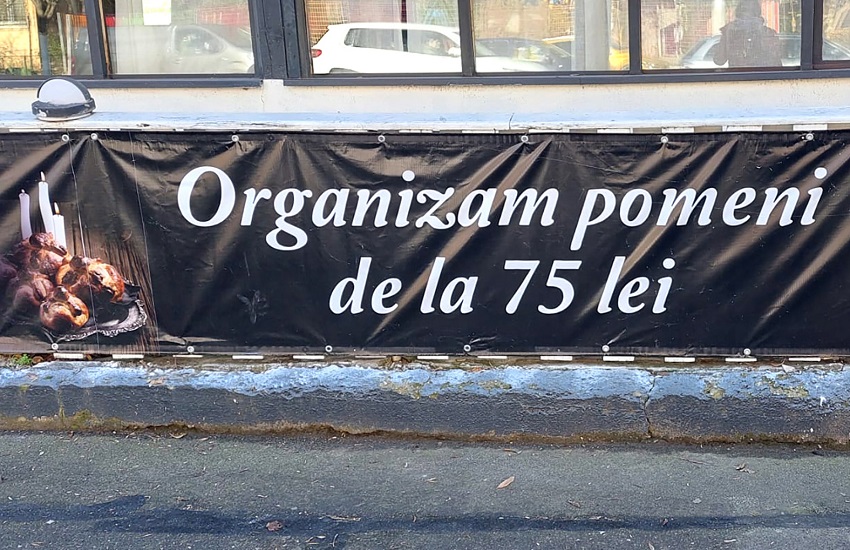 Organizam pomeni
de la 75 lei